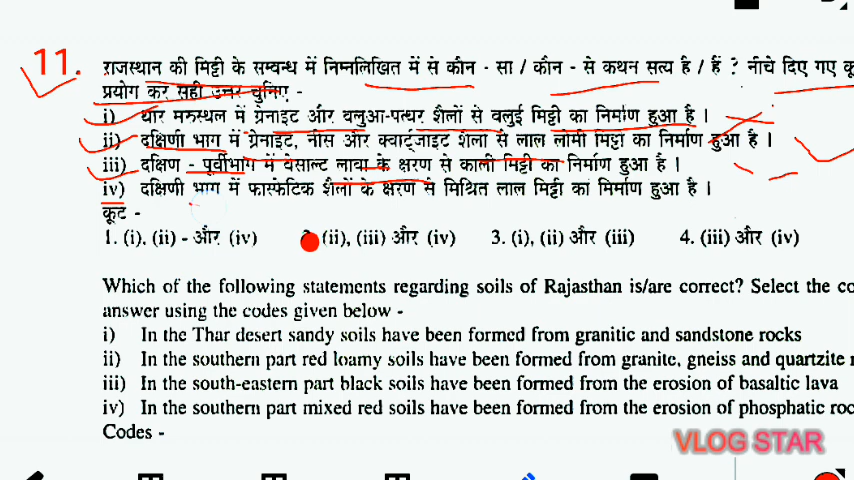 11. राजस्थान की मिट्टी के सम्वन्ध में निम्नलिखित में से कौन - सा / कौन - से कथन सत्य है / हैं ? नीचे दिए गए
प्रयोग कर सही उत्तर चुनिए -
i) थार मरुस्थल में ग्रेनाइट और वलुआ-पत्थर शैलों से वलुई मिट्टी का निर्माण हुआ है ।
ii) दक्षिणी भाग में ग्रेनाइट, नीस और क्वार्ट्जाइट शैला से लाल लोमी मिट्टी का निर्माण हुआ है ।
iii) दक्षिण - पूर्वीभाग में वेसाल्ट लावा के क्षरण से काली मिट्टी का निर्माण हुआ है ।
iv) दक्षिणी भाग में फास्फेटिक शैलों के क्षरण से मिश्रित लाल मिट्टी का निर्माण हुआ है ।
कूट -
1. (i), (ii) - और (iv) (ii), (iii) और (iv) 3. (i), (ii) और (iii) 4. (iii) और (iv)
Which of the following statements regarding soils of Rajasthan is/are correct? Select the
answer using the codes given below -
i) In the Thar desert sandy soils have been formed from granitic and sandstone rocks
ii) In the southern part red loamy soils have been formed from granite, gneiss and quartzite
iii) In the south-eastern part black soils have been formed from the erosion of basaltic lava
iv) In the southern part mixed red soils have been formed from the erosion of phosphatic
Codes -
VLOG STAR